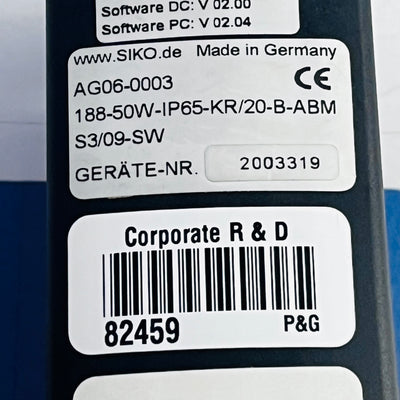 Software DC: V 02.00
Software PC: V 02.04
www.SIKO.de Made in Germany
AG06-0003 CE
188-50W-IP65-KR/20-B-ABM
S3/09-SW
GERÄTE-NR. 2003319
Corporate R & D
82459 P&G